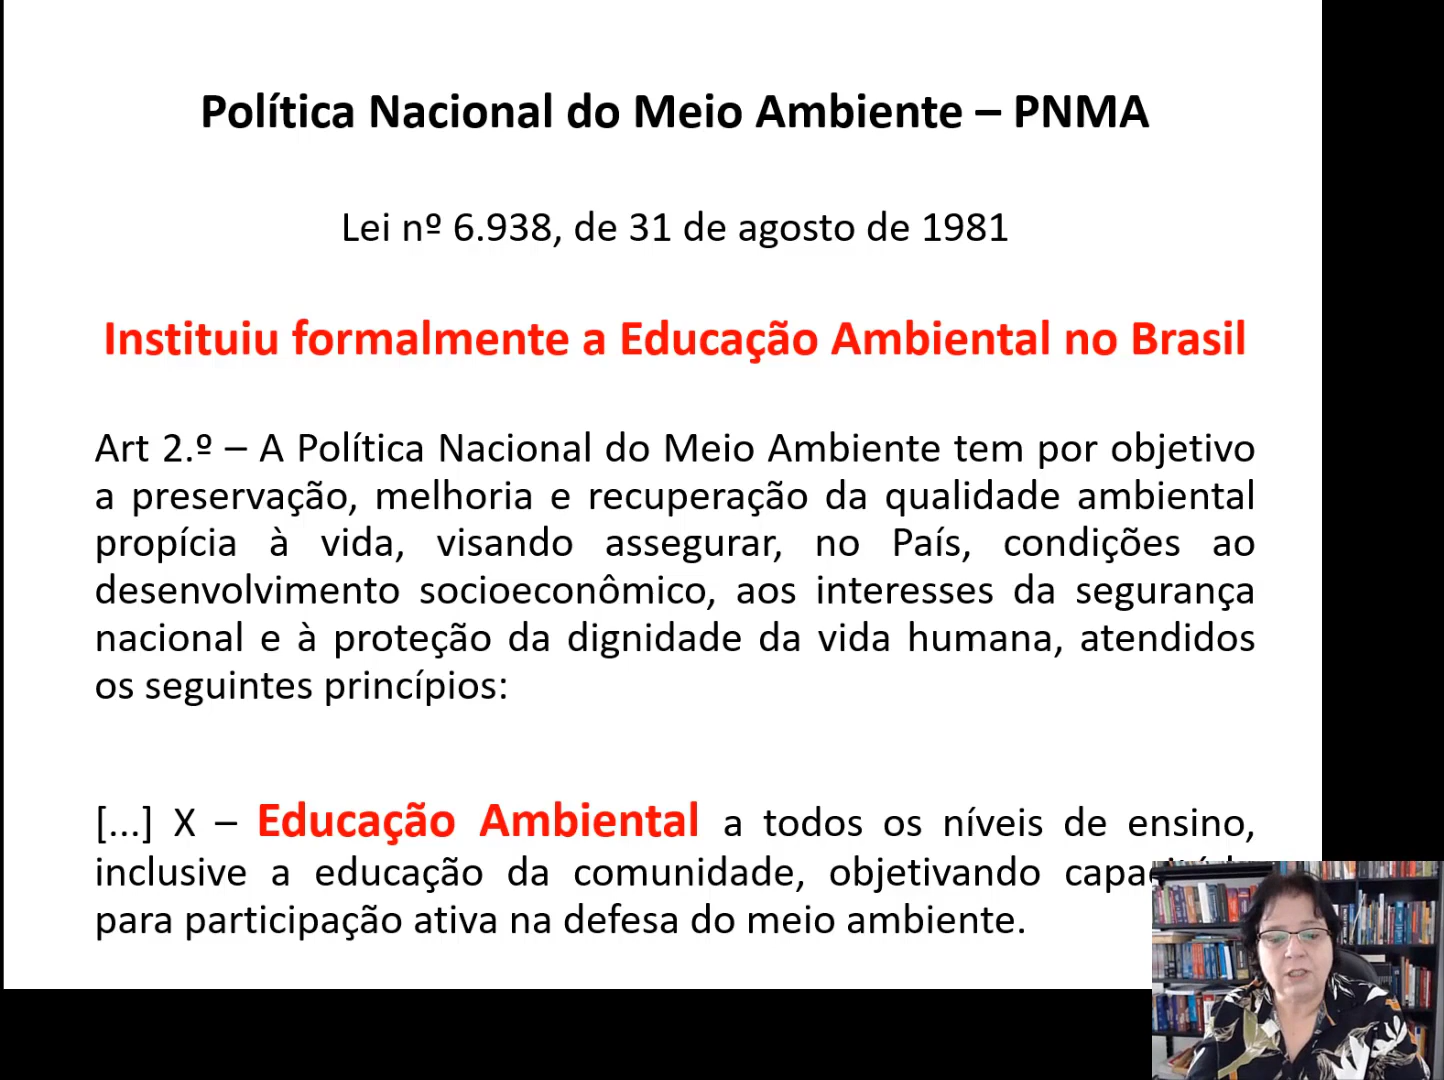 Política Nacional do Meio Ambiente – PNMA
Lei nº 6.938, de 31 de agosto de 1981
Instituiu formalmente a Educação Ambiental no Brasil
Art 2.º – A Política Nacional do Meio Ambiente tem por objetivo
a preservação, melhoria e recuperação da qualidade ambiental
propícia à vida, visando assegurar, no País, condições ao
desenvolvimento socioeconômico, aos interesses da segurança
nacional e à proteção da dignidade da vida humana, atendidos
os seguintes princípios:
[...] X – Educação Ambiental a todos os níveis de ensino,
inclusive a educação da comunidade, objetivando
para participação ativa na defesa do meio ambiente.